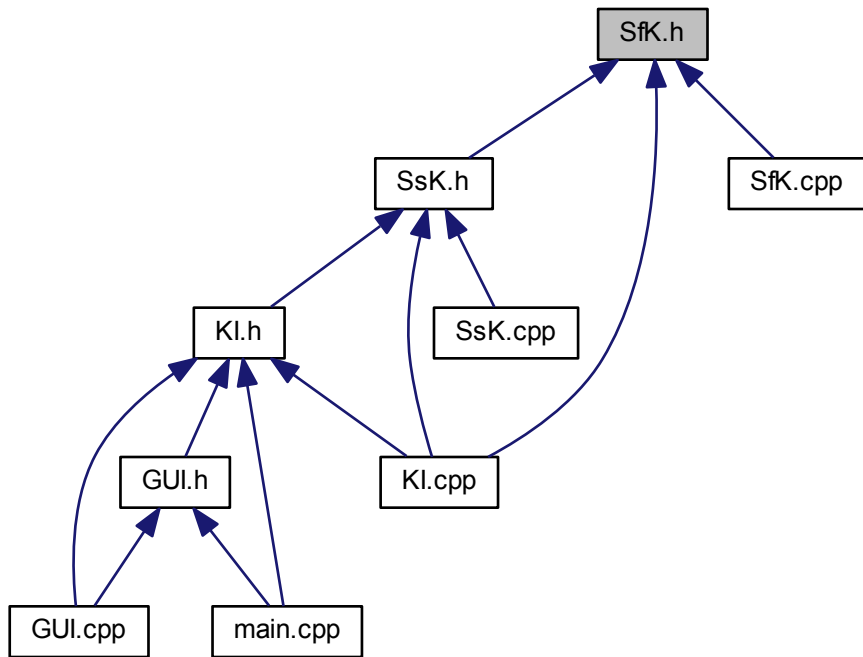 SfK.h
SsK.h
SfK.cpp
KI.h
SsK.cpp
GUI.h
KI.cpp
GUI.cpp
main.cpp